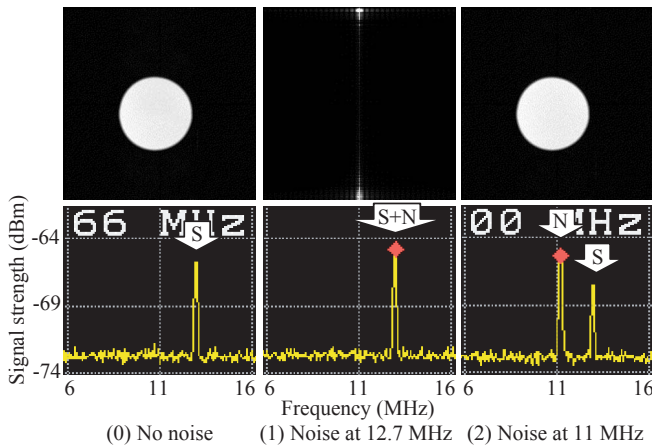 66 MHz
S
S+N
00 MHz
N
S
Signal strength (dBm)
-64
-69
-74
6 11 16 6 11 16 6 11 16
Frequency (MHz)
(0) No noise (1) Noise at 12.7 MHz (2) Noise at 11 MHz